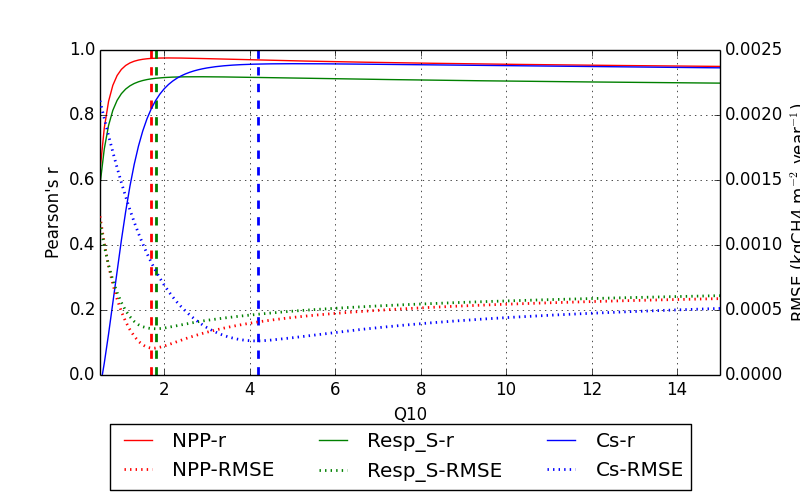 1.0
0.8
0.6
0.4
0.2
0.0
Pearson's r
0.0025
0.0020
0.0015
0.0010
0.0005
0.0000
RMSE (kgCH4 m⁻² year⁻¹)
2 4 6 8 10 12 14
Q10
NPP-r Resp_S-r Cs-r
NPP-RMSE Resp_S-RMSE Cs-RMSE